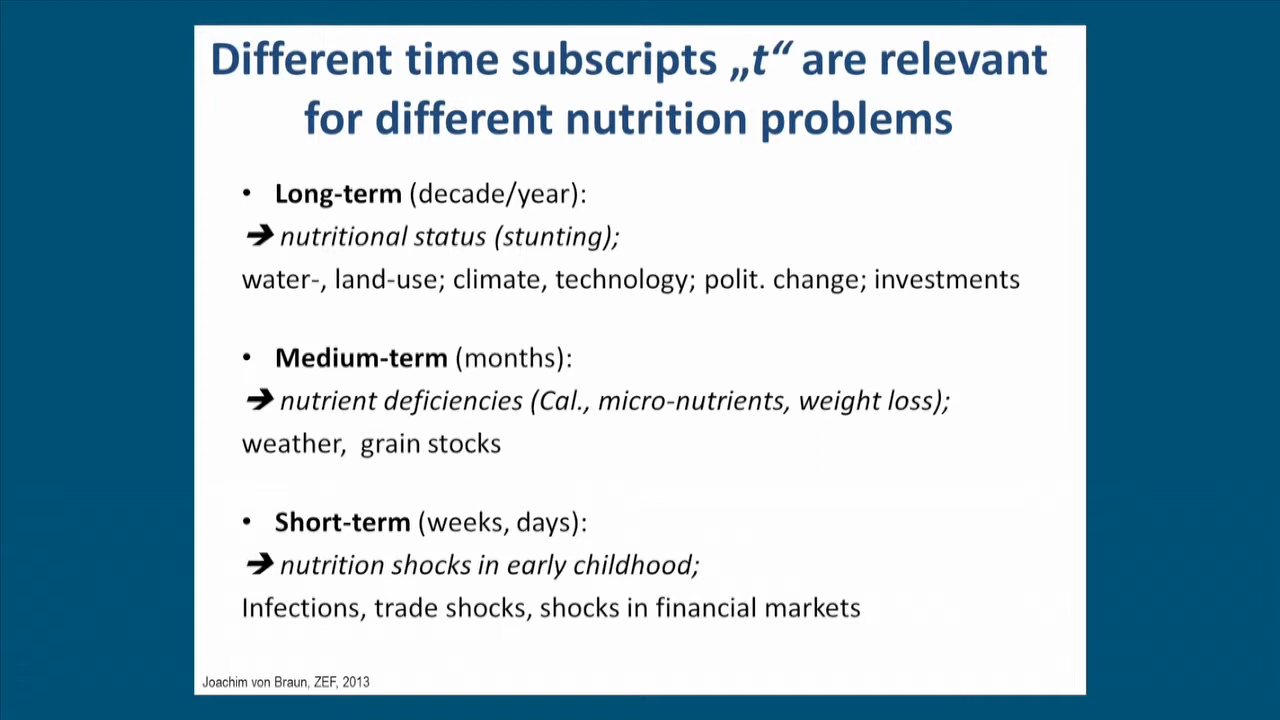 Different time subscripts „t“ are relevant
for different nutrition problems
• Long-term (decade/year):
➔ nutritional status (stunting);
water-, land-use; climate, technology; polit. change; investments
• Medium-term (months):
➔ nutrient deficiencies (Cal., micro-nutrients, weight loss);
weather, grain stocks
• Short-term (weeks, days):
➔ nutrition shocks in early childhood;
Infections, trade shocks, shocks in financial markets
Joachim von Braun, ZEF, 2013